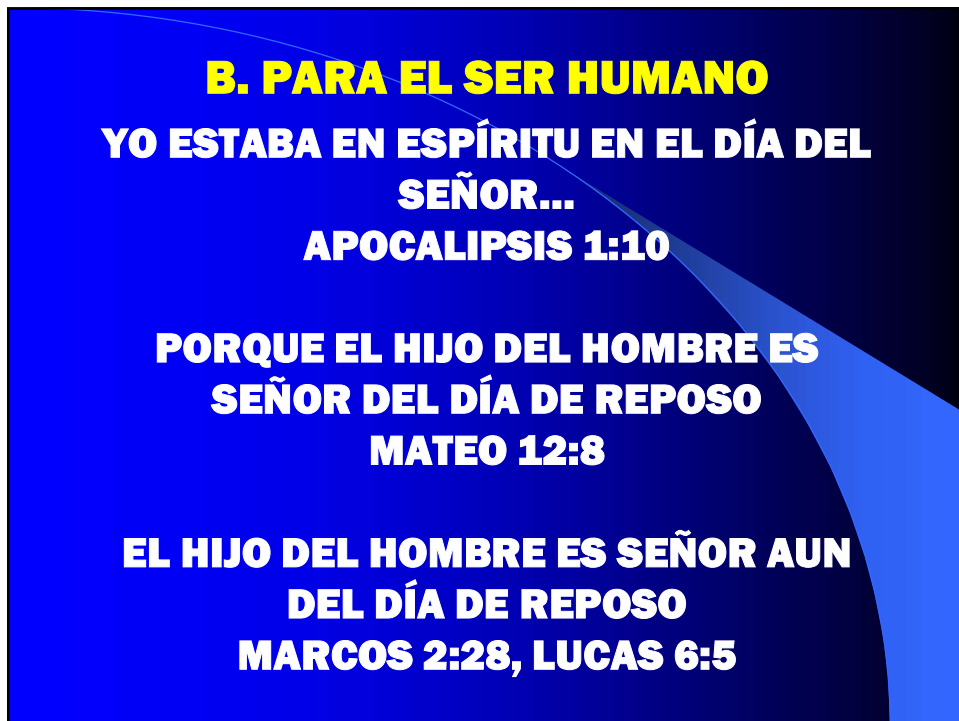 B. PARA EL SER HUMANO
YO ESTABA EN ESPÍRITU EN EL DÍA DEL
SEÑOR...
APOCALIPSIS 1:10
PORQUE EL HIJO DEL HOMBRE ES
SEÑOR DEL DÍA DE REPOSO
MATEO 12:8
EL HIJO DEL HOMBRE ES SEÑOR AUN
DEL DÍA DE REPOSO
MARCOS 2:28, LUCAS 6:5